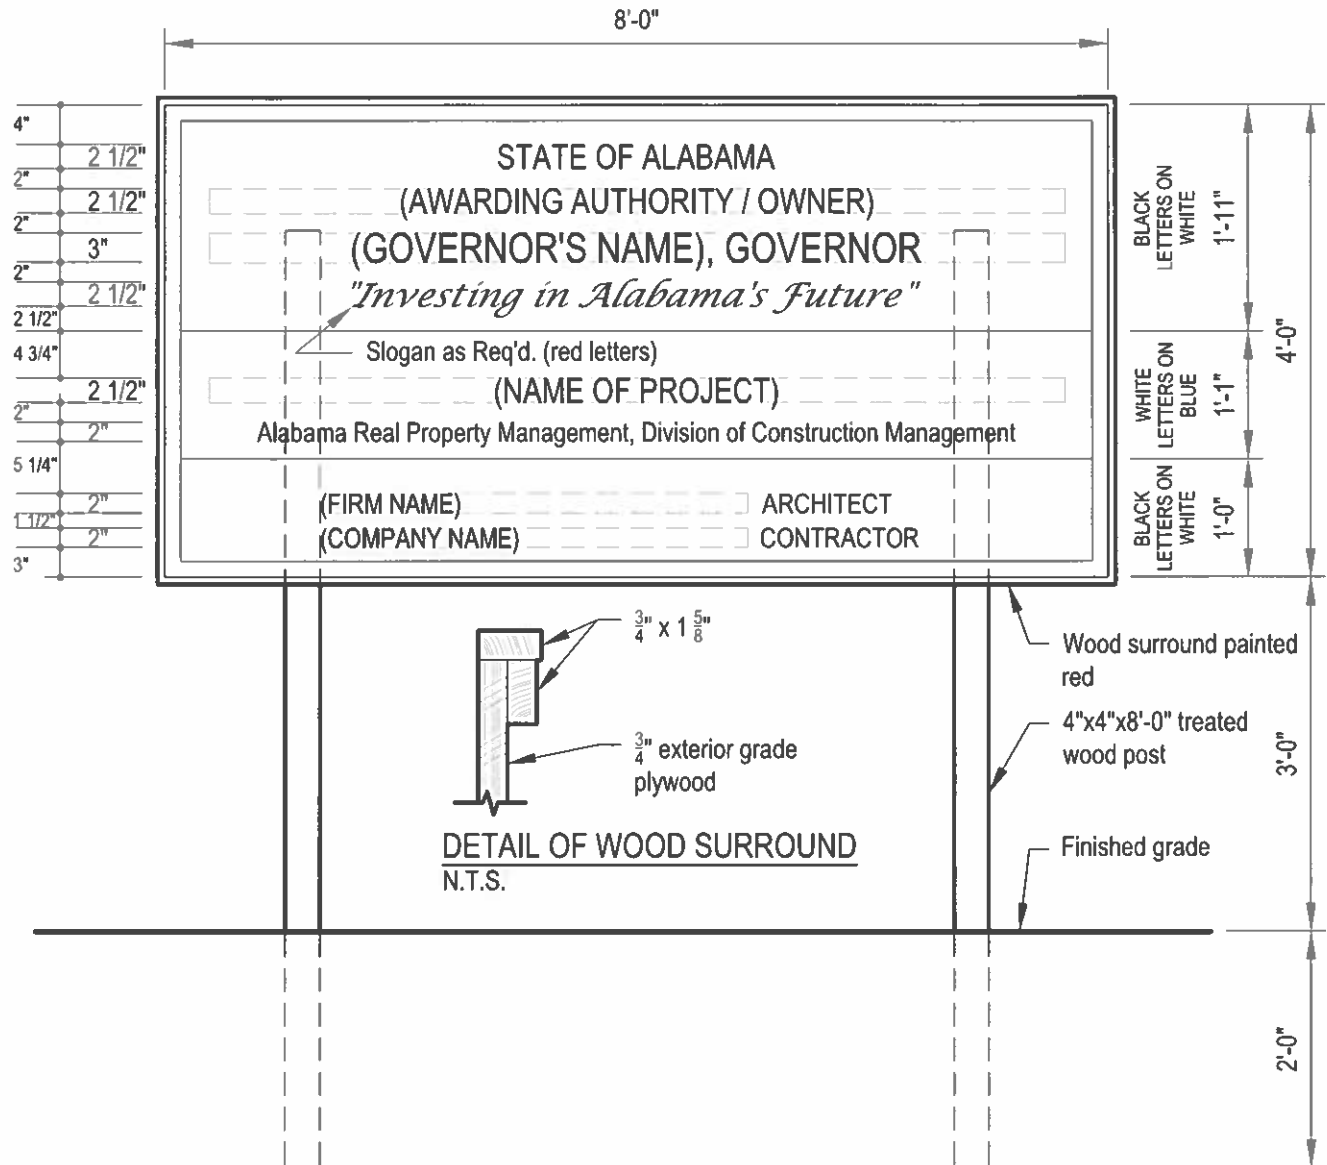 8'-0"
4"
2 1/2"
2"
2 1/2"
2"
3"
2"
2 1/2"
2 1/2"
4 3/4"
2 1/2"
2"
2"
5 1/4"
2"
1 1/2"
2"
3"
STATE OF ALABAMA
(AWARDING AUTHORITY / OWNER)
(GOVERNOR'S NAME), GOVERNOR
"Investing in Alabama's Future"
Slogan as Req'd. (red letters)
(NAME OF PROJECT)
Alabama Real Property Management, Division of Construction Management
(FIRM NAME) ARCHITECT
(COMPANY NAME) CONTRACTOR
BLACK
LETTERS ON
WHITE
1'-11"
WHITE
LETTERS ON
BLUE
1'-1"
BLACK
LETTERS ON
WHITE
1'-0"
4'-0"
3/4" x 1 5/8"
3/4" exterior grade
plywood
DETAIL OF WOOD SURROUND
N.T.S.
Wood surround painted
red
4"x4"x8'-0" treated
wood post
Finished grade
3'-0"
2'-0"